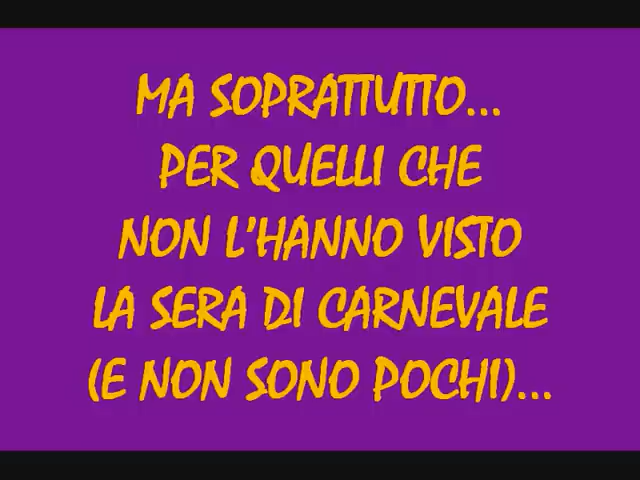 MA SOPRATTUTTO...
PER QUELLI CHE
NON L'HANNO VISTO
LA SERA DI CARNEVALE
(E NON SONO POCHI)...